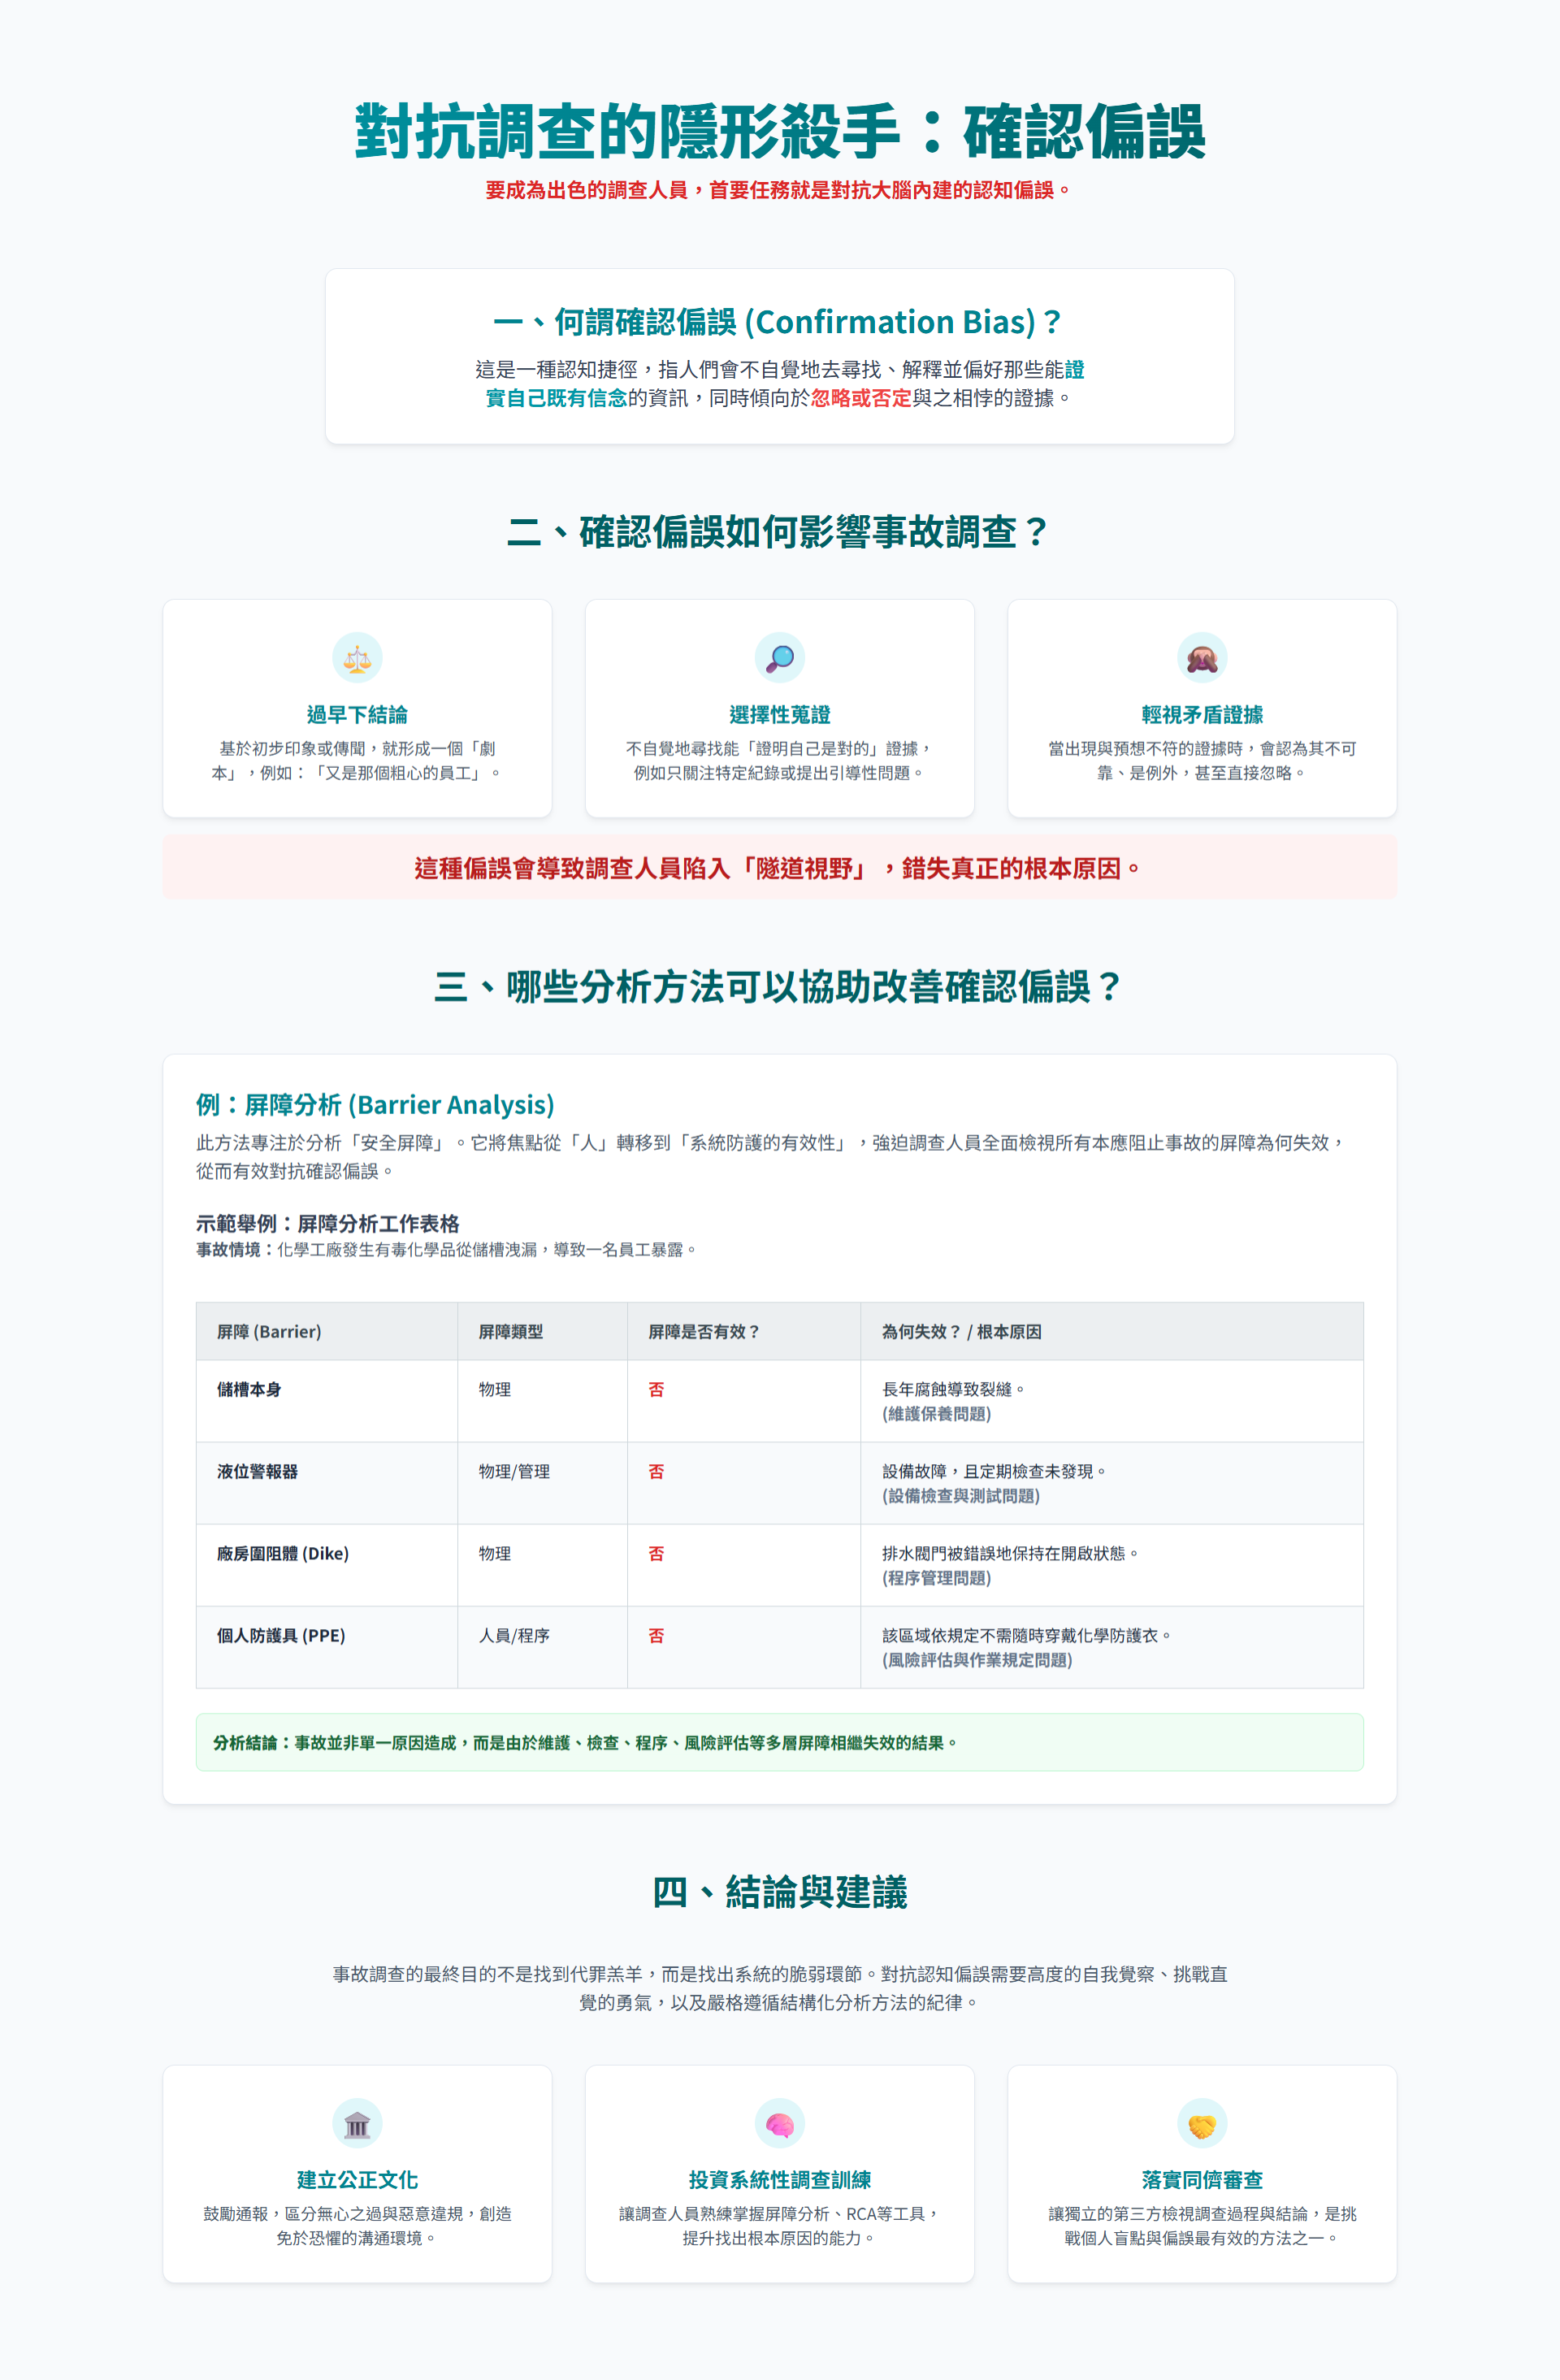 對抗調查的隱形殺手：確認偏誤
要成為出色的調查人員，首要任務就是對抗大腦內建的認知偏誤。
一、何謂確認偏誤 (Confirmation Bias)？
這是一種認知捷徑，指人們會不自覺地去尋找、解釋並偏好那些能證
實自己既有信念的資訊，同時傾向於忽略或否定與之相悖的證據。
二、確認偏誤如何影響事故調查？
過早下結論
基於初步印象或傳聞，就形成一個「劇
本」，例如：「又是那個粗心的員工」。
選擇性蒐證
不自覺地尋找能「證明自己是對的」證據，
例如只關注特定紀錄或提出引導性問題。
輕視矛盾證據
當出現與預想不符的證據時，會認為其不可
靠、是例外，甚至直接忽略。
這種偏誤會導致調查人員陷入「隧道視野」，錯失真正的根本原因。
三、哪些分析方法可以協助改善確認偏誤？
例：屏障分析 (Barrier Analysis)
此方法專注於分析「安全屏障」。它將焦點從「人」轉移到「系統防護的有效性」，強迫調查人員全面檢視所有本應阻止事故的屏障為何失效，
從而有效對抗確認偏誤。
示範舉例：屏障分析工作表格
事故情境：化學工廠發生有毒化學品從儲槽洩漏，導致一名員工暴露。
屏障 (Barrier) 屏障類型 屏障是否有效？ 為何失效？ / 根本原因
儲槽本身 物理 否 長年腐蝕導致裂縫。
(維護保養問題)
液位警報器 物理/管理 否 設備故障，且定期檢查未發現。
(設備檢查與測試問題)
廠房圍阻體 (Dike) 物理 否 排水閥門被錯誤地保持在開啟狀態。
(程序管理問題)
個人防護具 (PPE) 人員/程序 否 該區域依規定不需隨時穿戴化學防護衣。
(風險評估與作業規定問題)
分析結論：事故並非單一原因造成，而是由於維護、檢查、程序、風險評估等多層屏障相繼失效的結果。
四、結論與建議
事故調查的最終目的不是找到代罪羔羊，而是找出系統的脆弱環節。對抗認知偏誤需要高度的自我覺察、挑戰直
覺的勇氣，以及嚴格遵循結構化分析方法的紀律。
建立公正文化
鼓勵通報，區分無心之過與惡意違規，創造
免於恐懼的溝通環境。
投資系統性調查訓練
讓調查人員熟練掌握屏障分析、RCA等工具，
提升找出根本原因的能力。
落實同儕審查
讓獨立的第三方檢視調查過程與結論，是挑
戰個人盲點與偏誤最有效的方法之一。